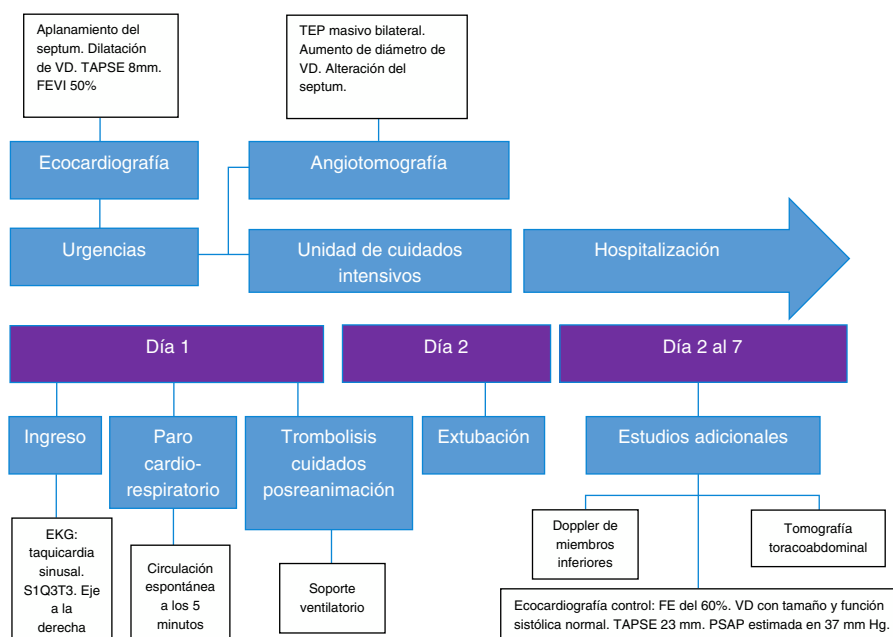 Aplanamiento del
septum. Dilatación
de VD. TAPSE 8mm.
FEVI 50%
TEP masivo bilateral.
Aumento de diámetro de
VD. Alteración del
septum.
Ecocardiografía
Angiotomografía
Urgencias
Unidad de cuidados
intensivos
Hospitalización
Día 1
Día 2
Día 2 al 7
Ingreso
Paro
cardio-
respiratorio
Trombolisis
cuidados
posreanimación
Extubación
Estudios adicionales
EKG:
taquicardia
sinusal.
S1Q3T3. Eje
a la
derecha
Circulación
espontánea
a los 5
minutos
Soporte
ventilatorio
Doppler de
miembros
inferiores
Tomografía
toracoabdominal
Ecocardiografía control: FE del 60%. VD con tamaño y función
sistólica normal. TAPSE 23 mm. PSAP estimada en 37 mm Hg.